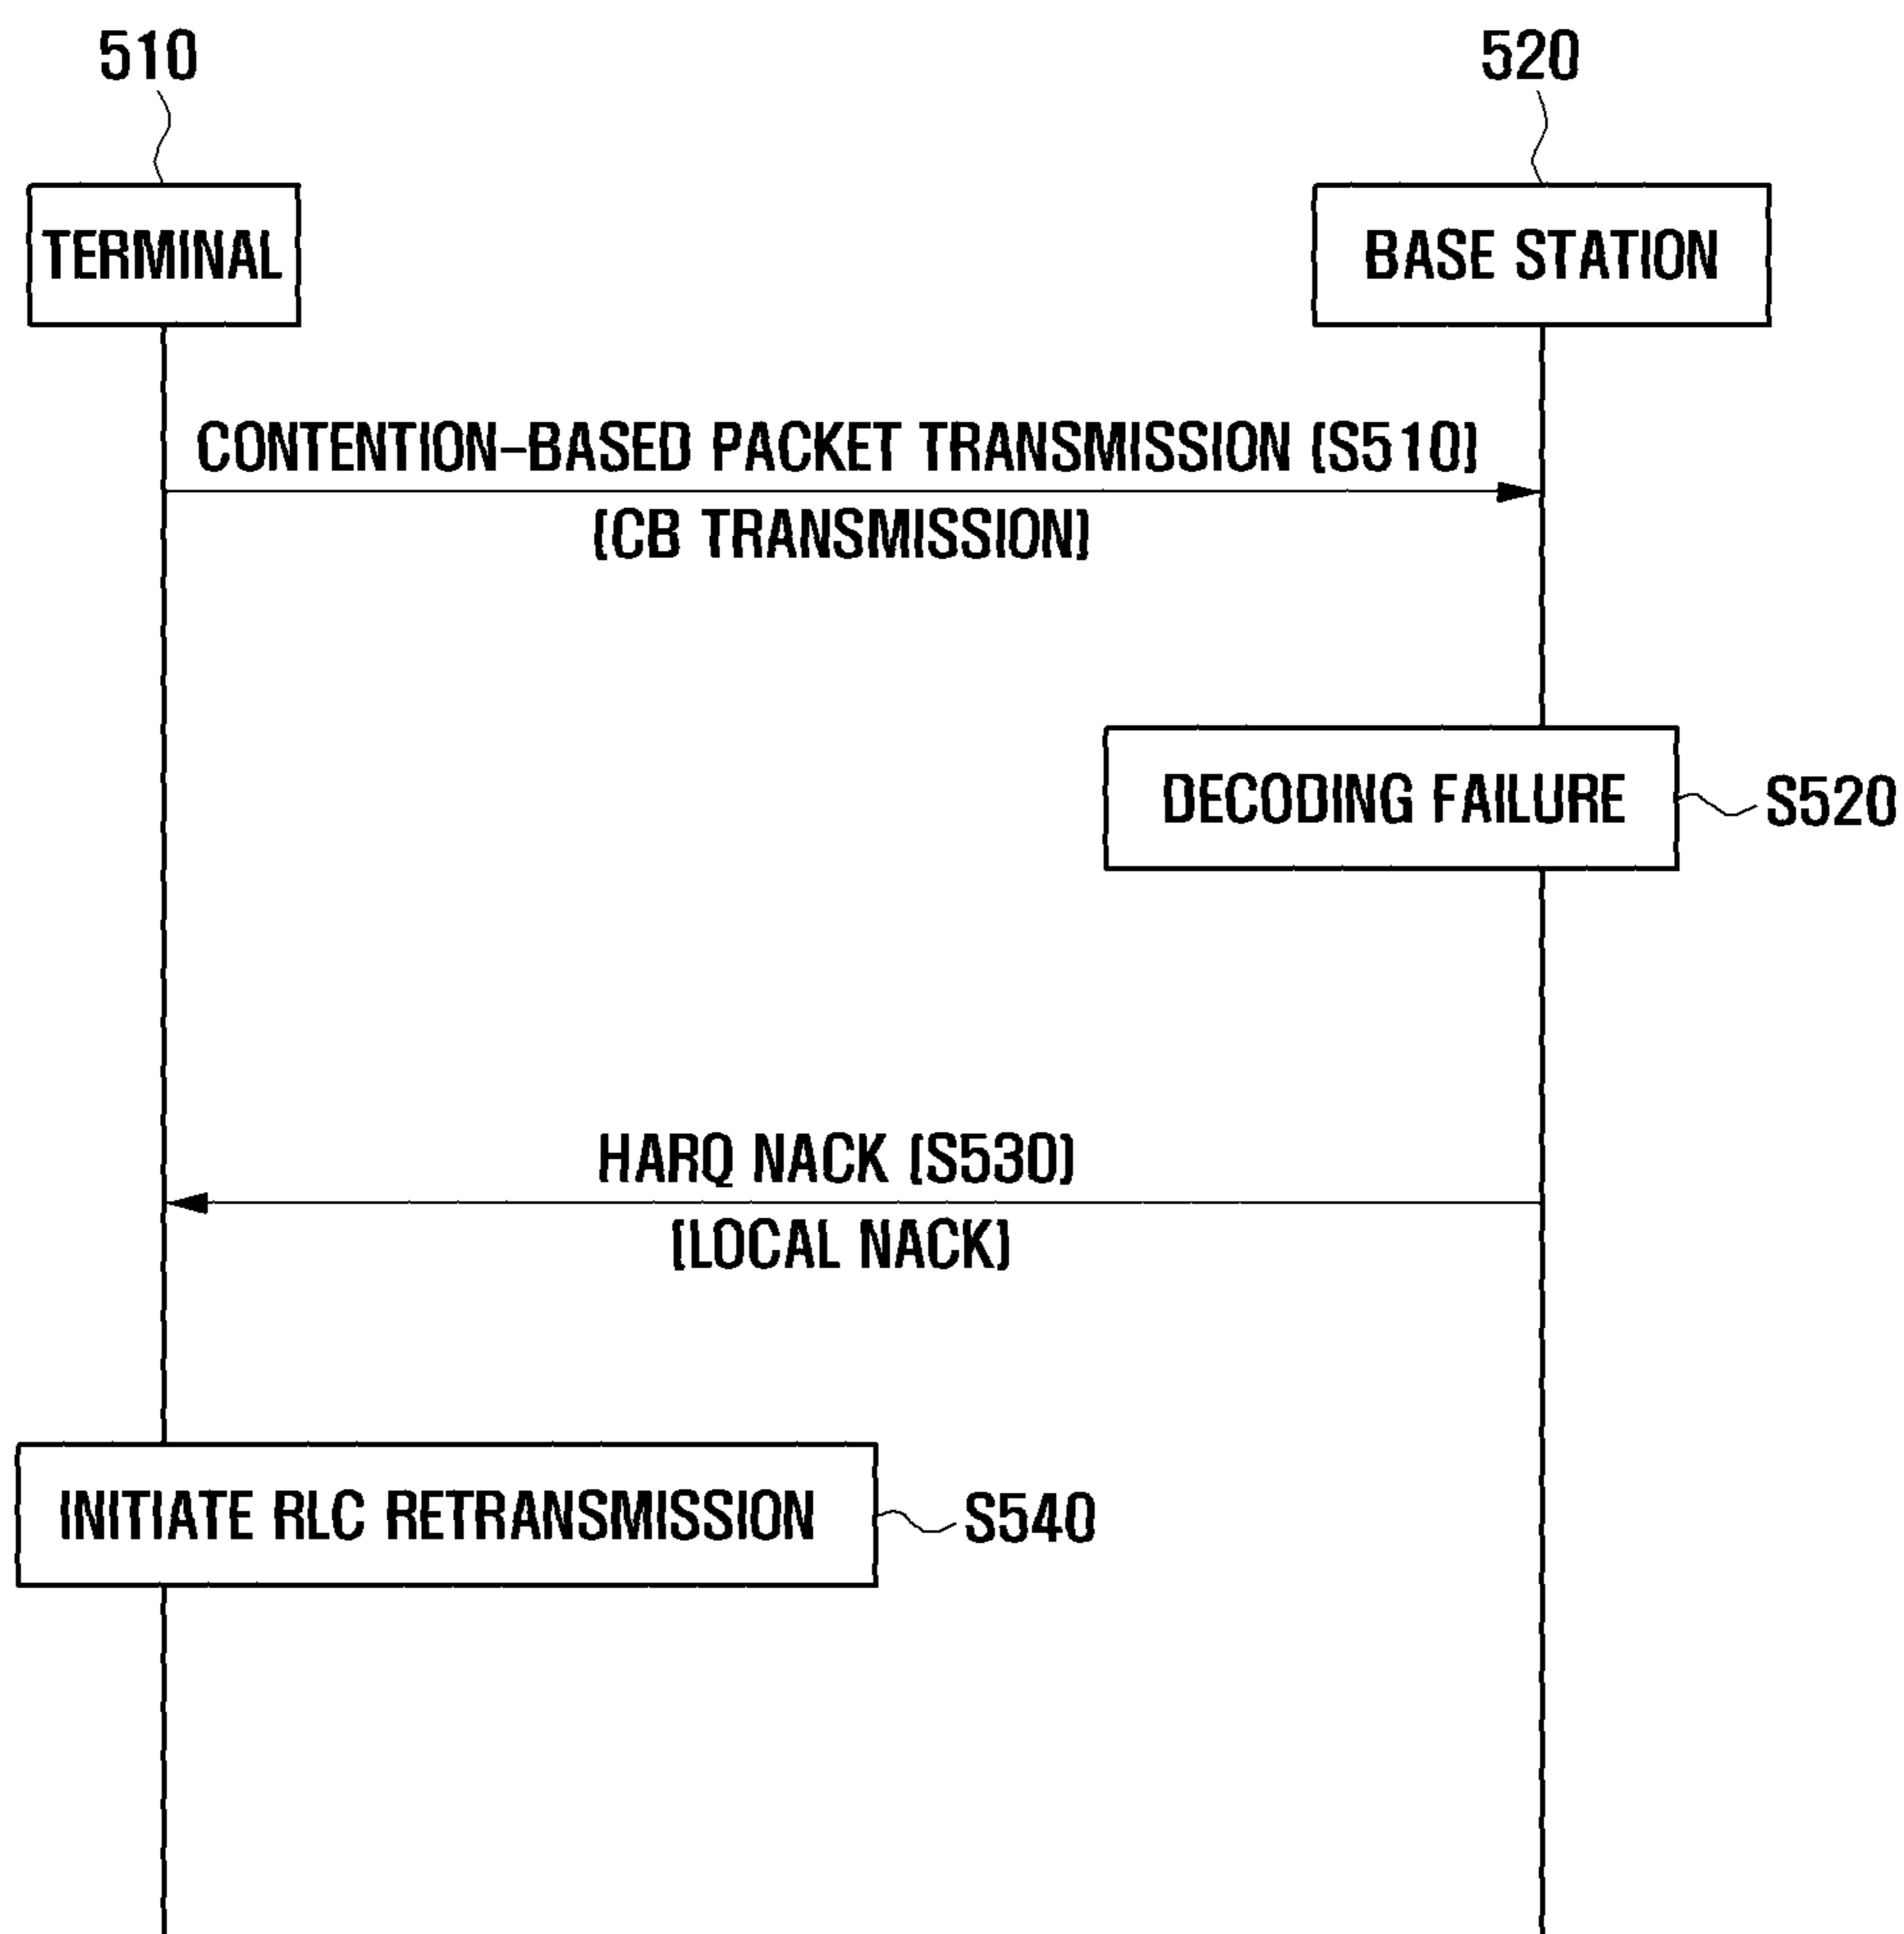 510
520
TERMINAL
BASE STATION
CONTENTION-BASED PACKET TRANSMISSION (S510)
(CB TRANSMISSION)
DECODING FAILURE
S520
HARQ NACK (S530)
(LOCAL NACK)
INITIATE RLC RETRANSMISSION
S540